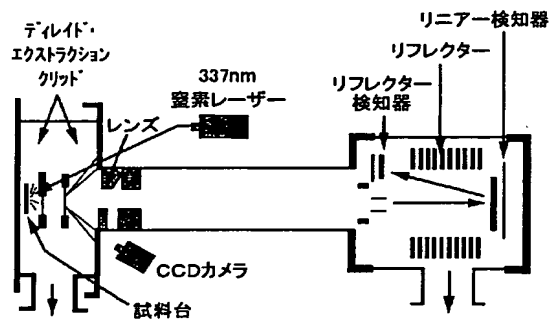 ディレイド・
エクストラクション
クリッド
337nm
窒素レーザー
レンズ
リニアー検知器
リフレクター
リフレクター
検知器
CCDカメラ
試料台